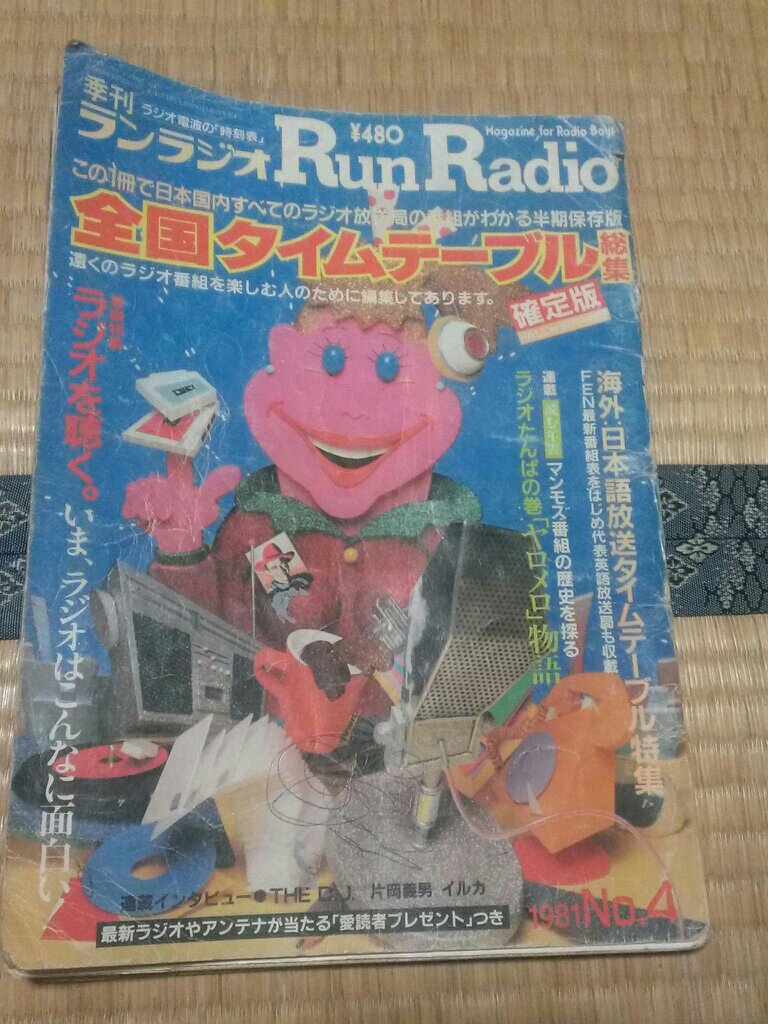 季刊
ラジオ電波の「時刻表」
ランラジオ
¥480
Run Radio
Magazine for Radio Boys
この1冊で日本国内すべてのラジオ放送局の番組がわかる半期保存版
全国タイムテーブル総集
遠くのラジオ番組を楽しむ人のために編集してあります。
確定版
海外・日本語放送タイムテーブル特集
FEN最新番組表をはじめ代表英語放送局も収載
連載
マンモス番組の歴史を探る
ラジオたんぱの巻「ヤロメロ」物語
ラジオを聴く。
いま、ラジオはこんなに面白い
連載インタビュー●THE D.J. 片岡義男 イルカ
1981 No.4
最新ラジオやアンテナが当たる「愛読者プレゼント」つき